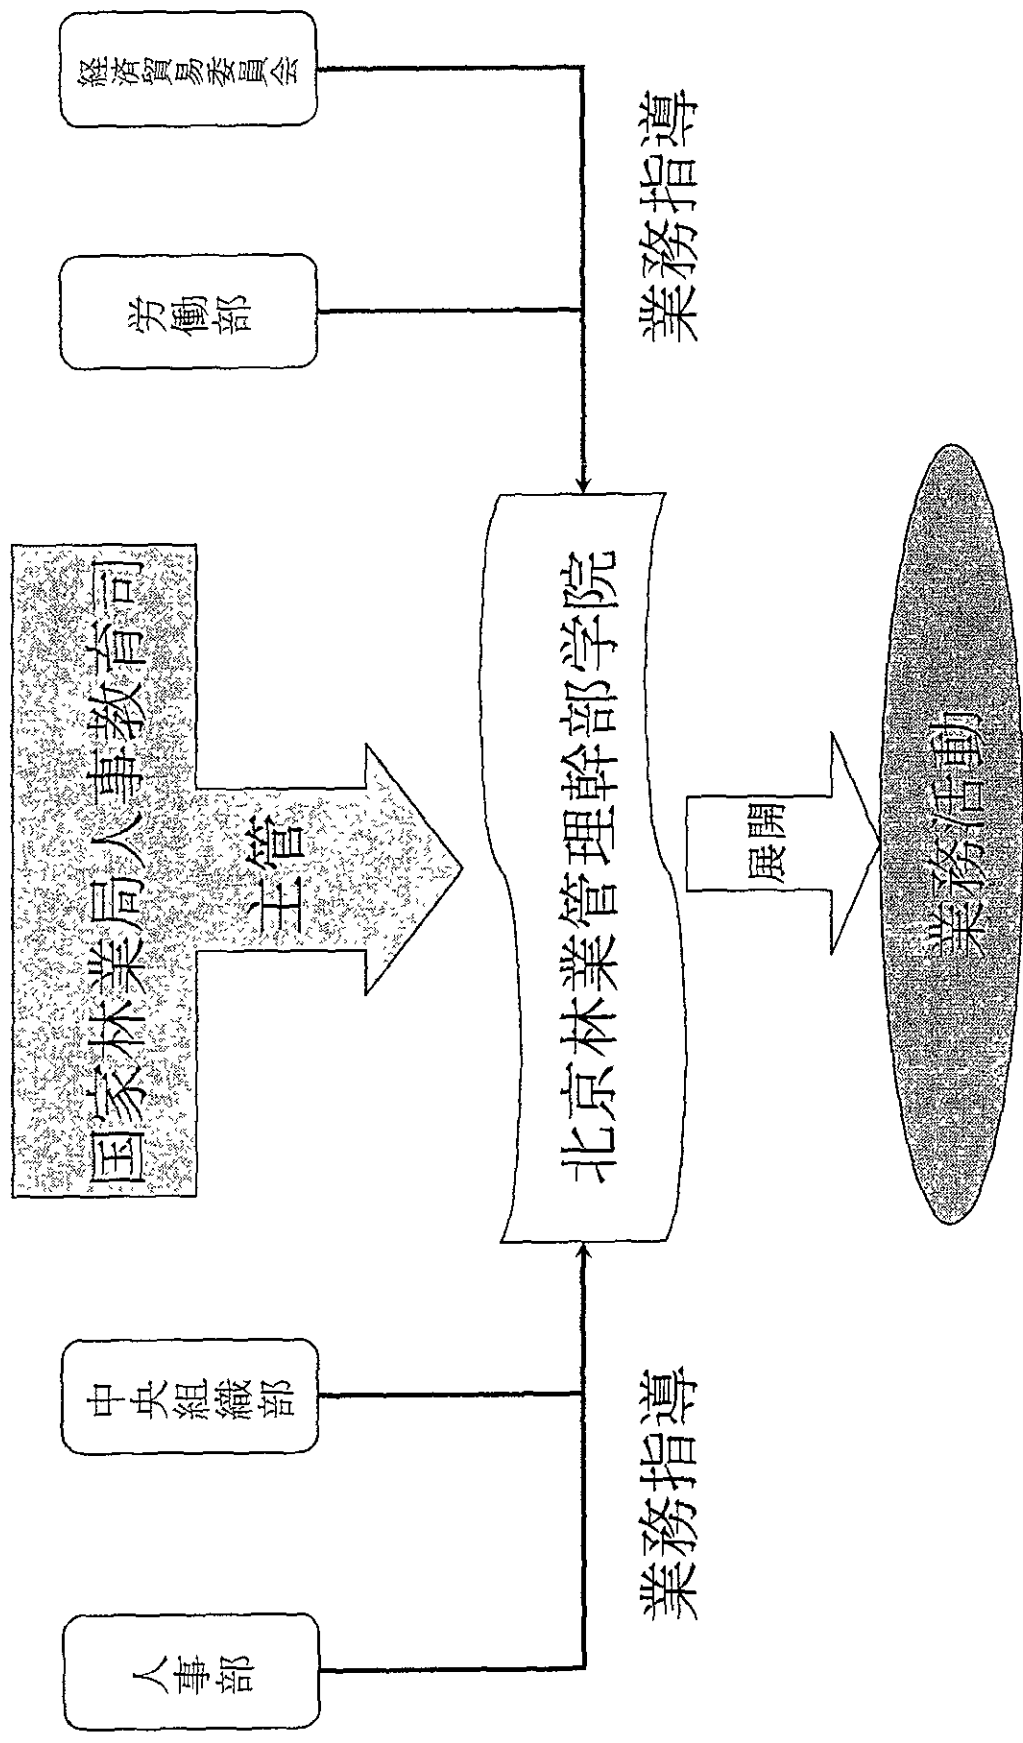 国家林業局人事教育司
主管
人事部
中央組織部
労働部
経済貿易委員会
北京林業管理幹部学院
業務指導
業務指導
展開
業務活動